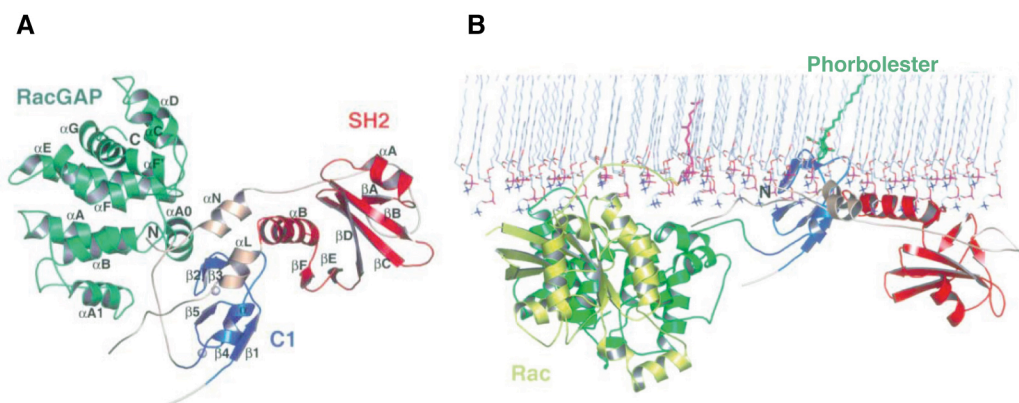 A
B
Phorbolester
RacGAP
αD
αG
C
αC
αE
αF'
SH2
αA
αF
αN
βA
αA
αA0
αB
βB
N
βD
αB
αL
βE
βC
βF
β2
β3
αA1
β5
C1
β4
β1
N
Rac